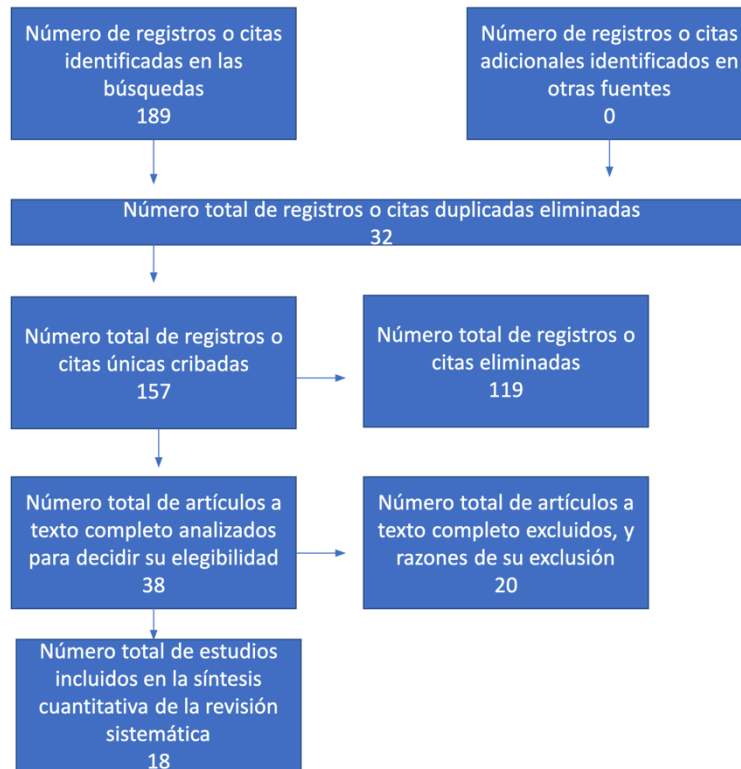 Número de registros o citas
identificadas en las
búsquedas
189
Número de registros o citas
adicionales identificados en
otras fuentes
0
Número total de registros o citas duplicadas eliminadas
32
Número total de registros o
citas únicas cribadas
157
Número total de registros o
citas eliminadas
119
Número total de artículos a
texto completo analizados
para decidir su elegibilidad
38
Número total de artículos a
texto completo excluidos, y
razones de su exclusión
20
Número total de estudios
incluidos en la síntesis
cuantitativa de la revisión
sistemática
18